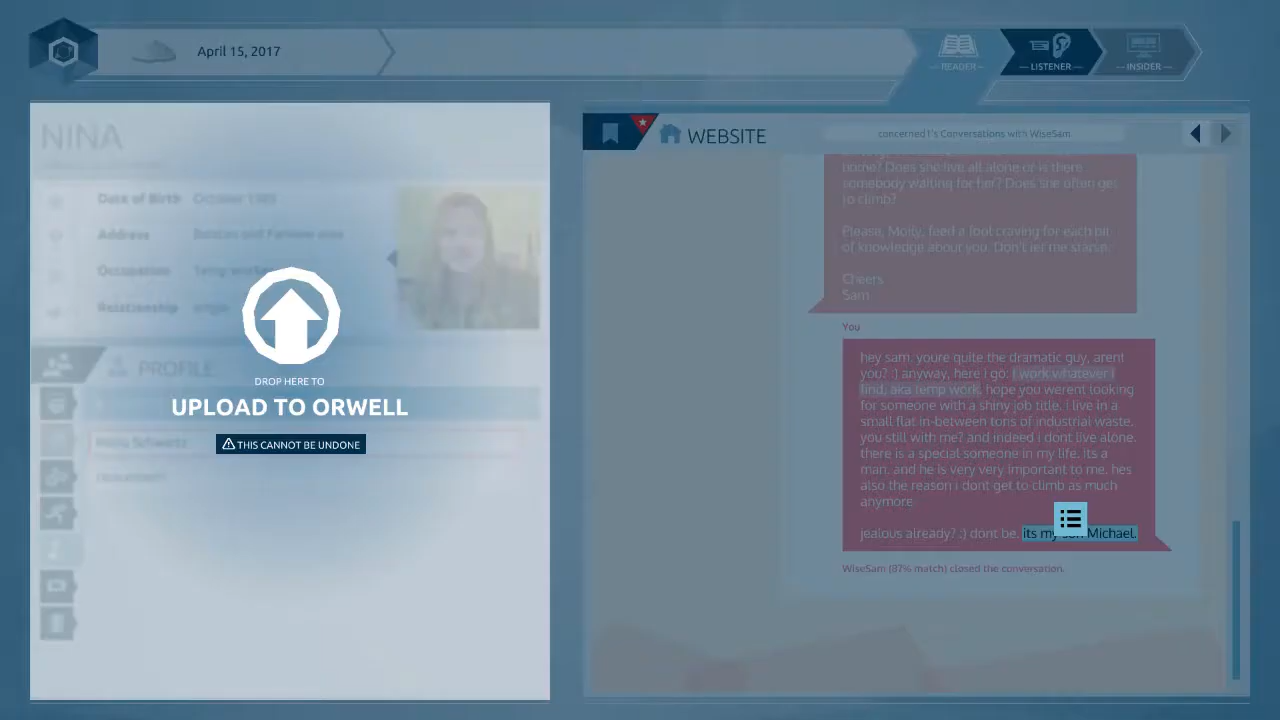 April 15, 2017
READER
LISTENER
INSIDER
NINA
Date of Birth October 1985
Address
Occupation Temp worker
Relationship single
PROFILE
DROP HERE TO
UPLOAD TO ORWELL
THIS CANNOT BE UNDONE
WEBSITE
concerned1's Conversations with WiseSam
home? Does she live all alone or is there
somebody waiting for her? Does she often get
to climb?
Please, Molly, feed a fool craving for each bit
of knowledge about you. Don't let me starve.
Cheers
Sam
You
hey sam. youre quite the dramatic guy, arent
you? :) anyway, here i go: i work whatever i
find, aka temp work. hope you werent looking
for someone with a shiny job title. i live in a
small flat in-between tons of industrial waste.
you still with me? and indeed i dont live alone.
there is a special someone in my life. its a
man. and he is very very important to me. hes
also the reason i dont get to climb as much
anymore.
jealous already? :) dont be. its my son Michael.
WiseSam (87% match) closed the conversation.